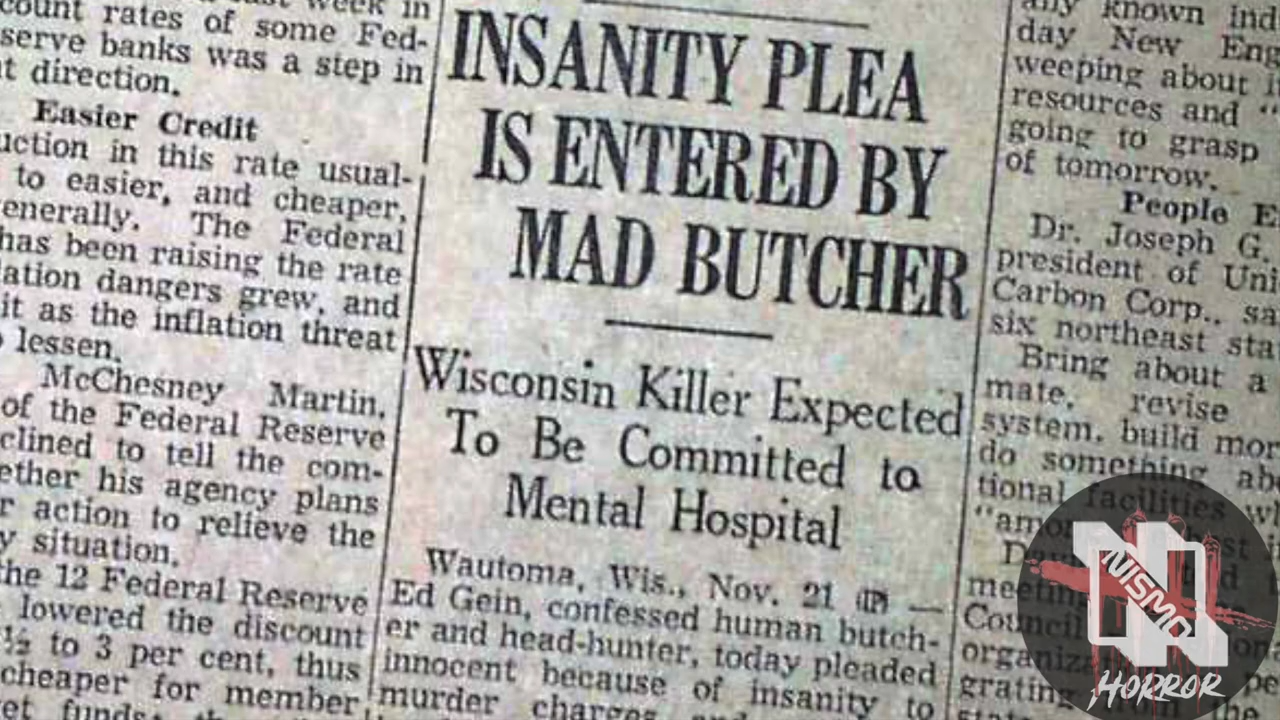 last week in
count rates of some Fed-
serve banks was a step in
t direction.
Easier Credit
uction in this rate usual-
to easier, and cheaper,
enerally. The Federal
has been raising the rate
lation dangers grew, and
it as the inflation threat
lessen.
McChesney Martin,
of the Federal Reserve
clined to tell the com-
ether his agency plans
r action to relieve the
y situation.
the 12 Federal Reserve
lowered the discount
½ to 3 per cent, thus
cheaper for member
INSANITY PLEA
IS ENTERED BY
MAD BUTCHER
Wisconsin Killer Expected
To Be Committed to
Mental Hospital
Wautoma, Wis., Nov. 21 (AP) —
Ed Gein, confessed human butch-
er and head-hunter, today pleaded
innocent because of insanity to
murder charges
any known ind
day New Eng
weeping about
resources and "
going to grasp
of tomorrow.
People E
Dr. Joseph G.
president of Uni
Carbon Corp., sa
six northeast sta
Bring about a
mate, revise
system, build mor
do something abo
tional facilities wh
"amo
meeting
Council
organiza
grating
N
NISMO
HORROR